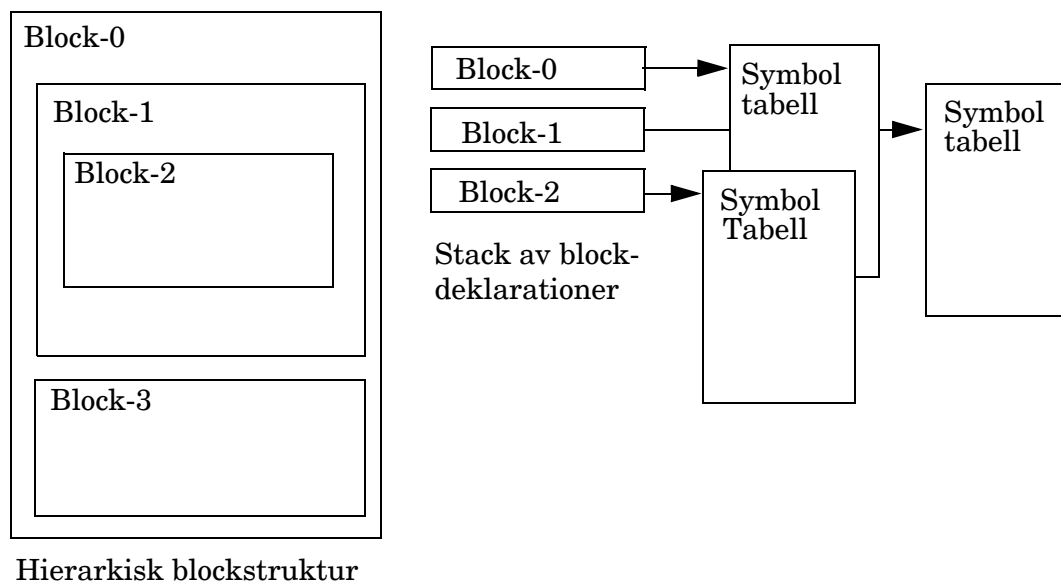 Block-0
Block-1
Block-2
Block-3
Hierarkisk blockstruktur
Block-0
Block-1
Block-2
Stack av block-
deklarationer
Symbol
tabell
Symbol
Tabell
Symbol
tabell